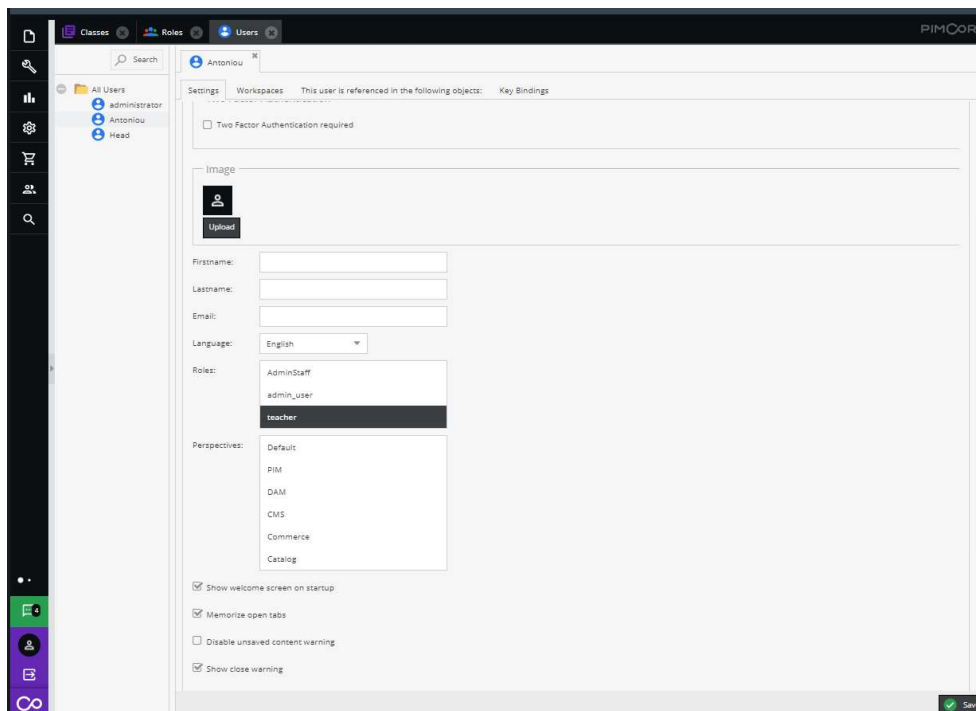 Classes Roles Users PIMCOR
Search
Antoniou
All Users
administrator
Antoniou
Head
Settings Workspaces This user is referenced in the following objects: Key Bindings
Two Factor Authentication required
Image
Upload
Firstname:
Lastname:
Email:
Language: English
Roles: AdminStaff
admin_user
teacher
Perspectives: Default
PIM
DAM
CMS
Commerce
Catalog
Show welcome screen on startup
Memorize open tabs
Disable unsaved content warning
Show close warning
4
Sav